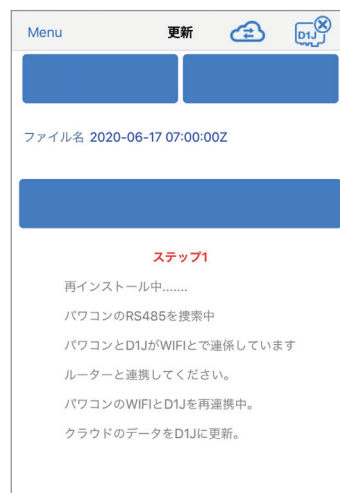 Menu 更新 D1J
ファイル名 2020-06-17 07:00:00Z
ステップ1
再インストール中.......
パワコンのRS485を捜索中
パワコンとD1JがWIFIとで連係しています
ルーターと連携してください。
パワコンのWIFIとD1Jを再連携中。
クラウドのデータをD1Jに更新。